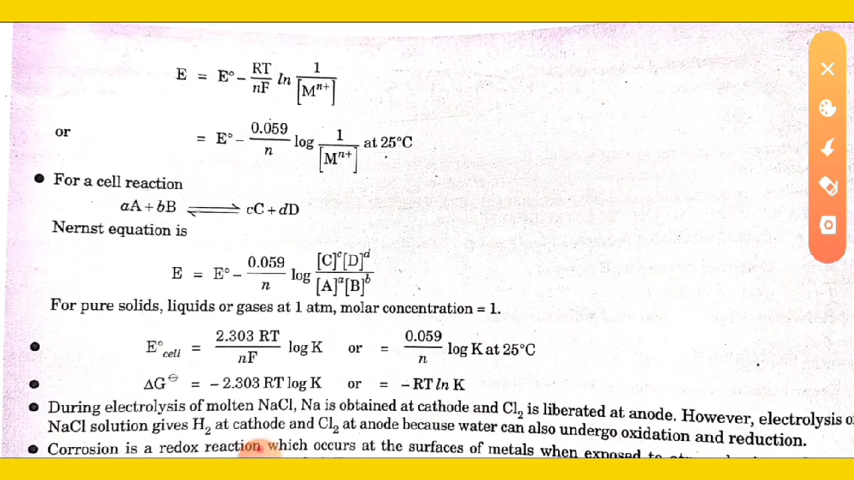 E = E° – RT/nF ln 1/[Mⁿ⁺]
or = E° – 0.059/n log 1/[Mⁿ⁺] at 25°C
● For a cell reaction
aA + bB ⇌ cC + dD
Nernst equation is
E = E° – 0.059/n log [C]ᶜ[D]ᵈ/[A]ᵃ[B]ᵇ
For pure solids, liquids or gases at 1 atm, molar concentration = 1.
● E°cell = 2.303 RT/nF log K or = 0.059/n log K at 25°C
● ΔG⊖ = – 2.303 RT log K or = – RT ln K
● During electrolysis of molten NaCl, Na is obtained at cathode and Cl₂ is liberated at anode. However, electrolysis of
NaCl solution gives H₂ at cathode and Cl₂ at anode because water can also undergo oxidation and reduction.
● Corrosion is a redox reaction which occurs at the surfaces of metals when exposed to